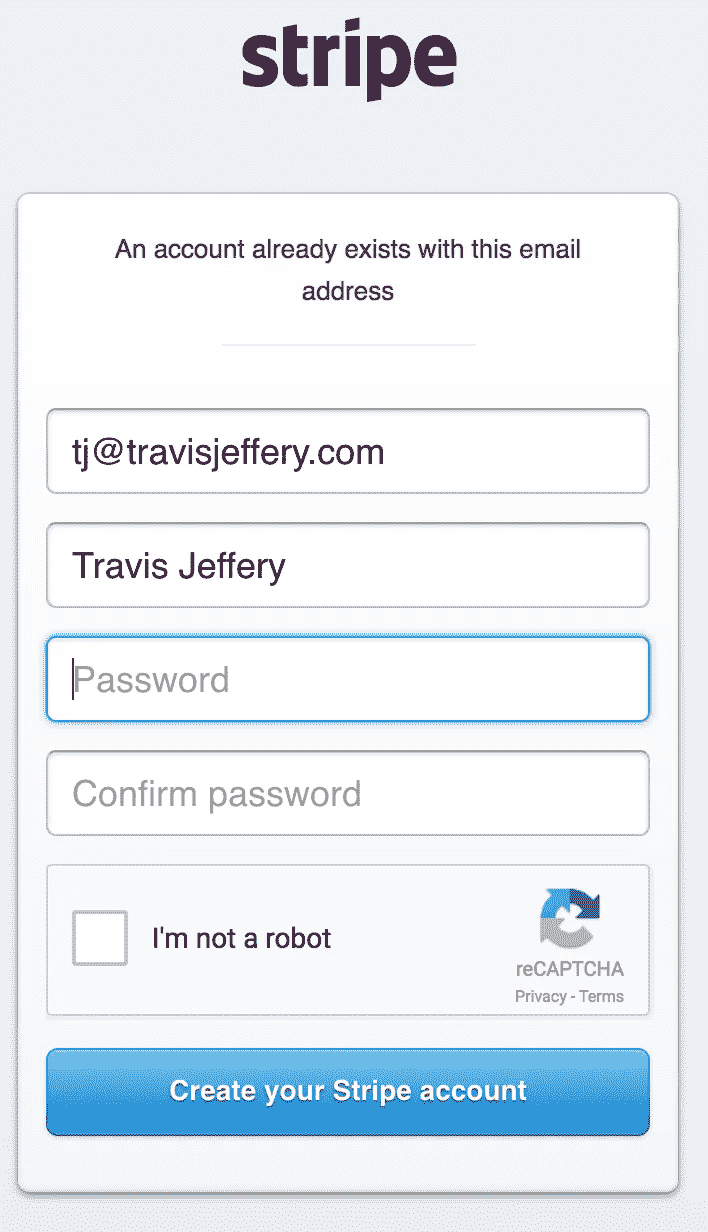 stripe
An account already exists with this email
address
tj@travisjeffery.com
Travis Jeffery
Password
Confirm password
I'm not a robot
reCAPTCHA
Privacy - Terms
Create your Stripe account